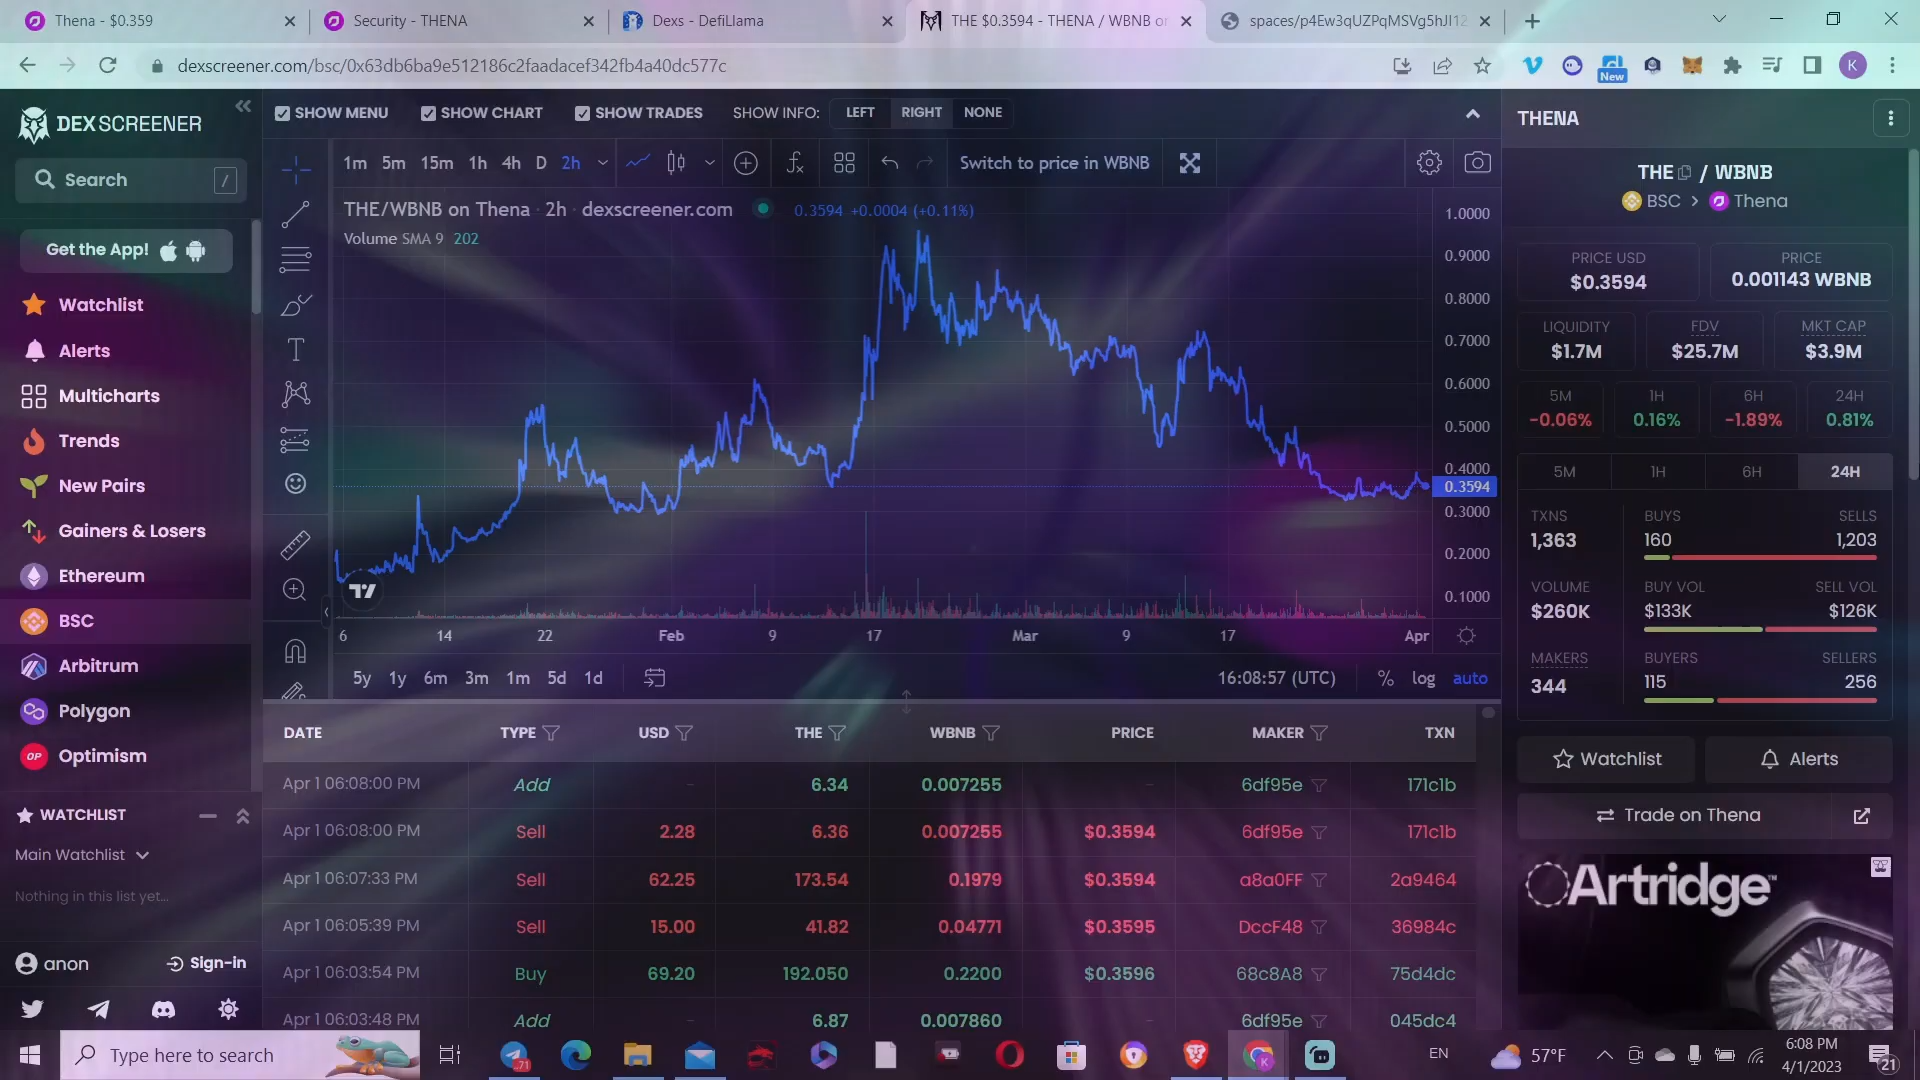 Thena - $0.359
Security - THENA
Dexs - DefiLlama
THE $0.3594 - THENA / WBNB on
spaces/p4Ew3qUZPqMSVg5hJI12
dexscreener.com/bsc/0x63db6ba9e512186c2faadacef342fb4a40dc577c
New
K
DEX SCREENER
Search /
Get the App!
Watchlist
Alerts
Multicharts
Trends
New Pairs
Gainers & Losers
Ethereum
BSC
Arbitrum
Polygon
OP Optimism
WATCHLIST
Main Watchlist
Nothing in this list yet...
anon Sign-in
SHOW MENU SHOW CHART SHOW TRADES SHOW INFO: LEFT RIGHT NONE
1m 5m 15m 1h 4h D 2h Switch to price in WBNB
THE/WBNB on Thena · 2h · dexscreener.com 0.3594 +0.0004 (+0.11%)
Volume SMA 9 202
1.0000
0.9000
0.8000
0.7000
0.6000
0.5000
0.4000
0.3594
0.3000
0.2000
0.1000
6 14 22 Feb 9 17 Mar 9 17 Apr
5y 1y 6m 3m 1m 5d 1d 16:08:57 (UTC) % log auto
DATE TYPE USD THE WBNB PRICE MAKER TXN
Apr 1 06:08:00 PM Add - 6.34 0.007255 - 6df95e 171c1b
Apr 1 06:08:00 PM Sell 2.28 6.36 0.007255 $0.3594 6df95e 171c1b
Apr 1 06:07:33 PM Sell 62.25 173.54 0.1979 $0.3594 a8a0FF 2a9464
Apr 1 06:05:39 PM Sell 15.00 41.82 0.04771 $0.3595 DccF48 36984c
Apr 1 06:03:54 PM Buy 69.20 192.050 0.2200 $0.3596 68c8A8 75d4dc
Apr 1 06:03:48 PM Add - 6.87 0.007860 - 6df95e 045dc4
THENA
THE / WBNB
BSC > Thena
PRICE USD
$0.3594
PRICE
0.001143 WBNB
LIQUIDITY
$1.7M
FDV
$25.7M
MKT CAP
$3.9M
5M
-0.06%
1H
0.16%
6H
-1.89%
24H
0.81%
5M 1H 6H 24H
TXNS
1,363
BUYS
160
SELLS
1,203
VOLUME
$260K
BUY VOL
$133K
SELL VOL
$126K
MAKERS
344
BUYERS
115
SELLERS
256
Watchlist
Alerts
Trade on Thena
Artridge™
Type here to search
71
K
EN
57°F
6:08 PM
4/1/2023
21